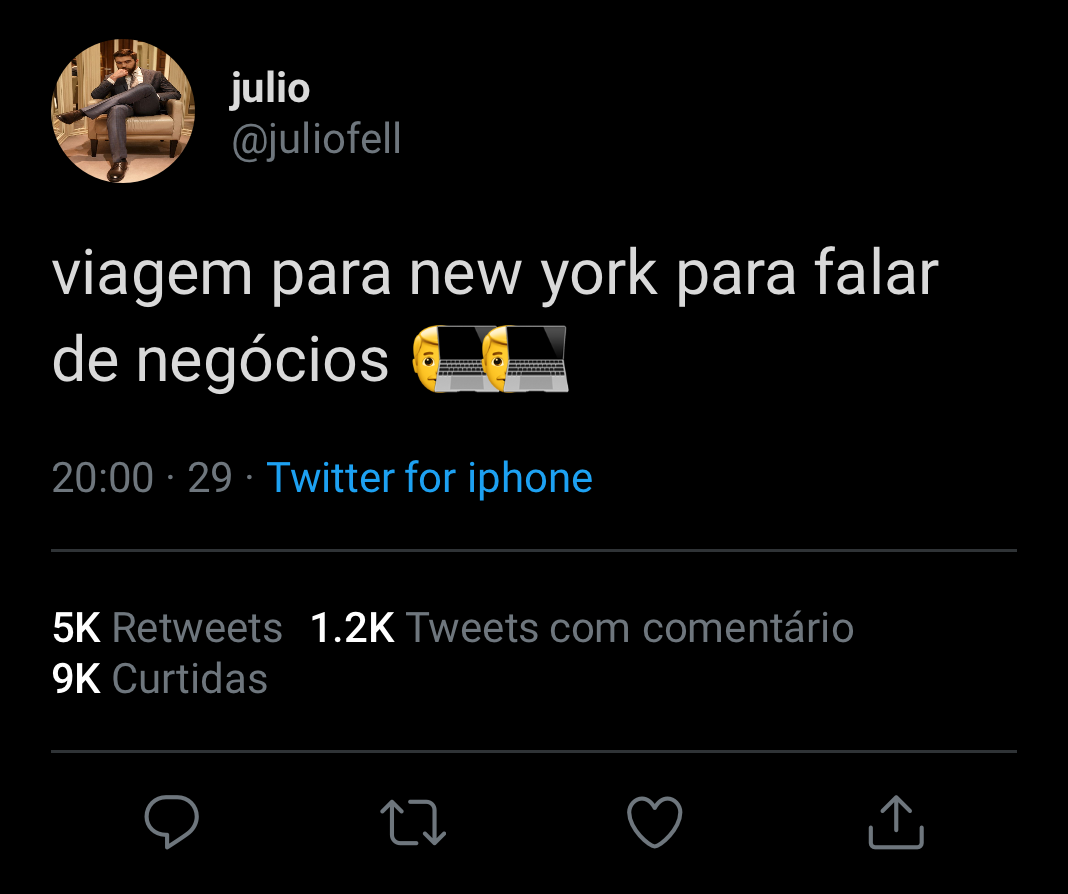 julio
@juliofell
viagem para new york para falar
de negócios 👨‍💻👨‍💻
20:00 · 29 · Twitter for iphone
5K Retweets 1.2K Tweets com comentário
9K Curtidas